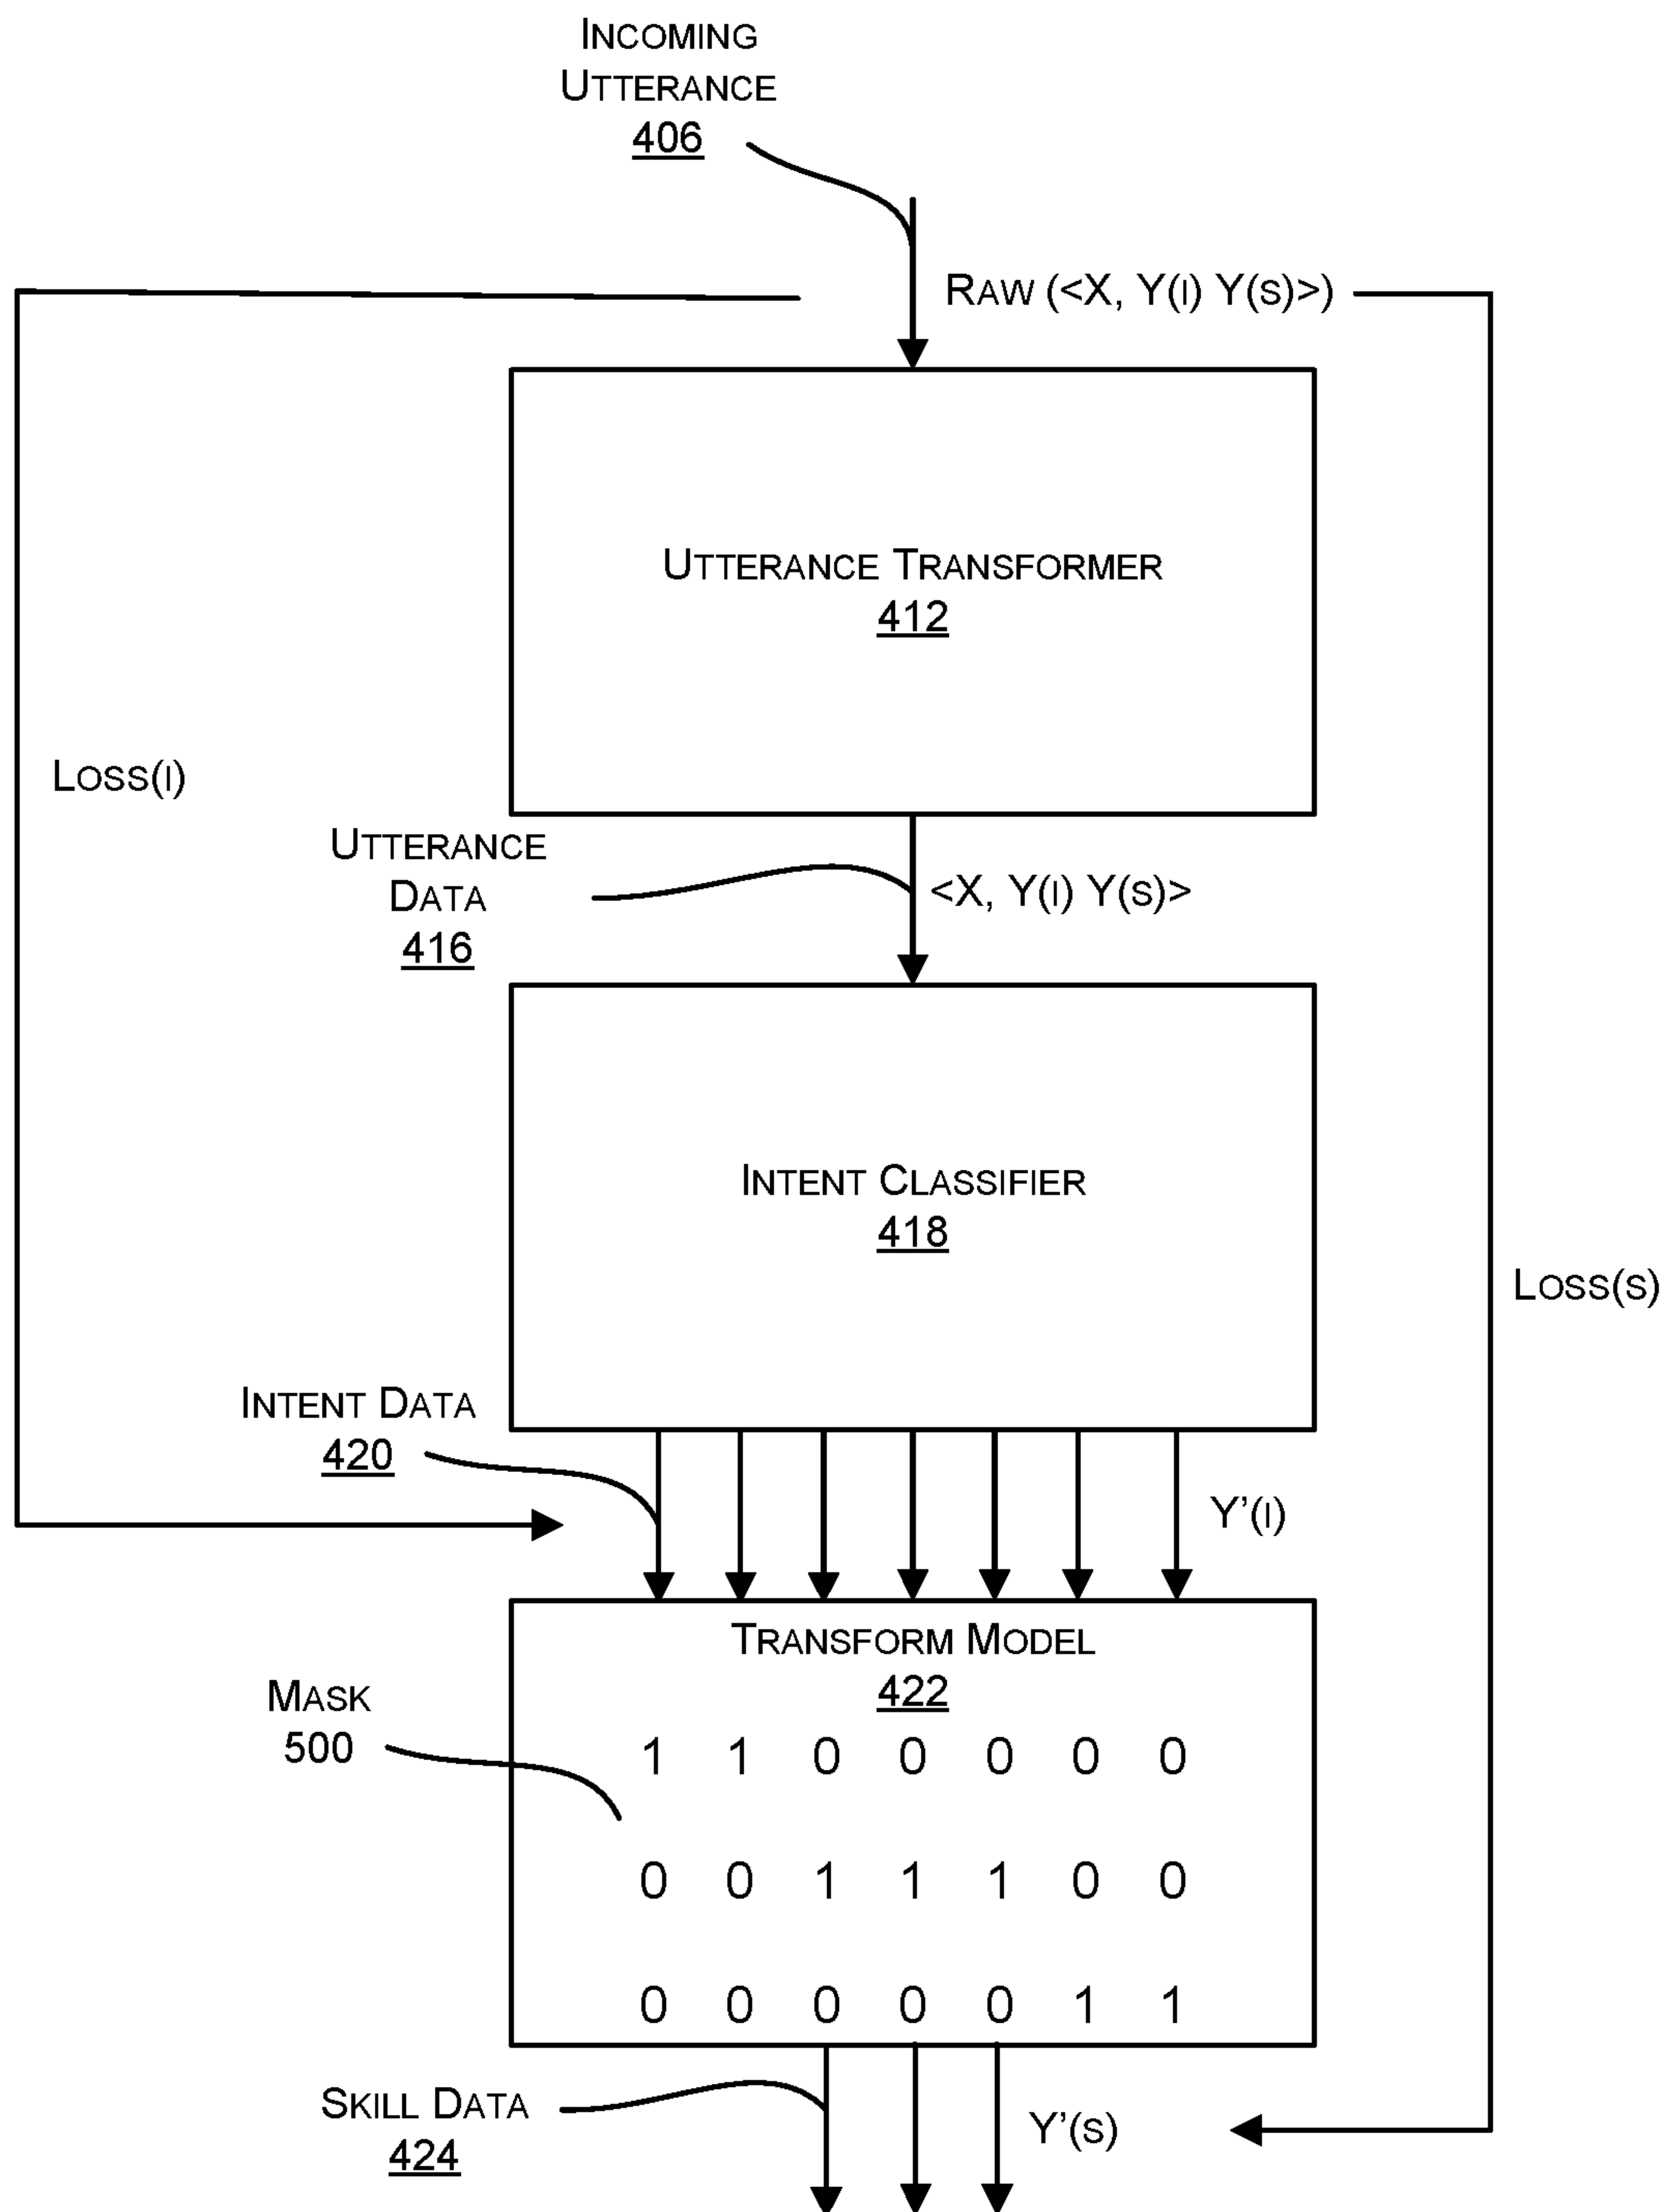 INCOMING
UTTERANCE
406
RAW (<X, Y(I) Y(S)>)
UTTERANCE TRANSFORMER
412
LOSS(I)
UTTERANCE
DATA
416
<X, Y(I) Y(S)>
INTENT CLASSIFIER
418
LOSS(S)
INTENT DATA
420
Y'(I)
TRANSFORM MODEL
422
MASK
500
1 1 0 0 0 0 0
0 0 1 1 1 0 0
0 0 0 0 0 1 1
SKILL DATA
424
Y'(S)